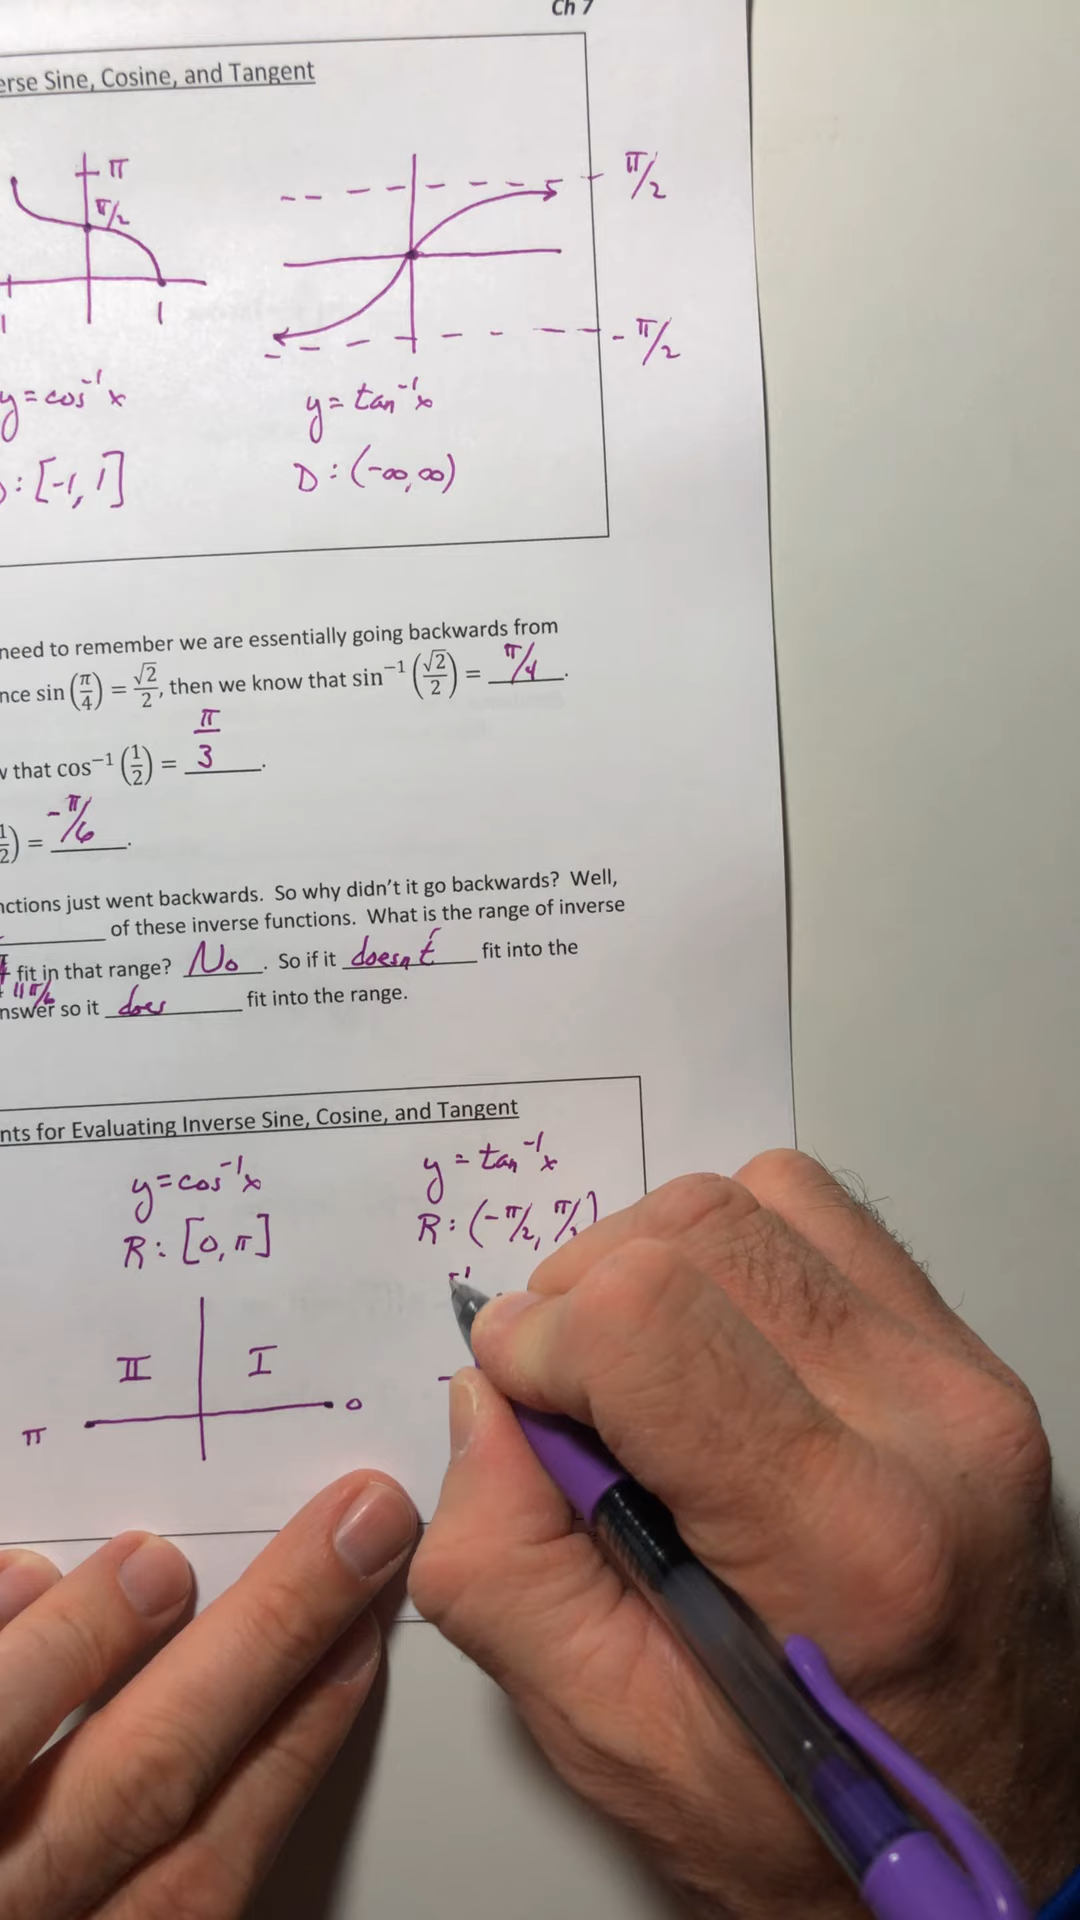 Ch 7
erse Sine, Cosine, and Tangent
π
π/2
1
1
π/2
-π/2
y = cos⁻¹x
y = tan⁻¹x
D : [-1, 1]
D : (-∞, ∞)
need to remember we are essentially going backwards from
nce sin (π/4) = √2/2, then we know that sin⁻¹ (√2/2) = π/4.
that cos⁻¹ (1/2) = π/3.
1/2) = -π/6.
nctions just went backwards. So why didn't it go backwards? Well,
of these inverse functions. What is the range of inverse
fit in that range? No. So if it doesn't fit into the
11π/6
nswer so it does fit into the range.
nts for Evaluating Inverse Sine, Cosine, and Tangent
y = cos⁻¹x
y = tan⁻¹x
R : [0, π]
R : (-π/2, π/2)
II I
π 0